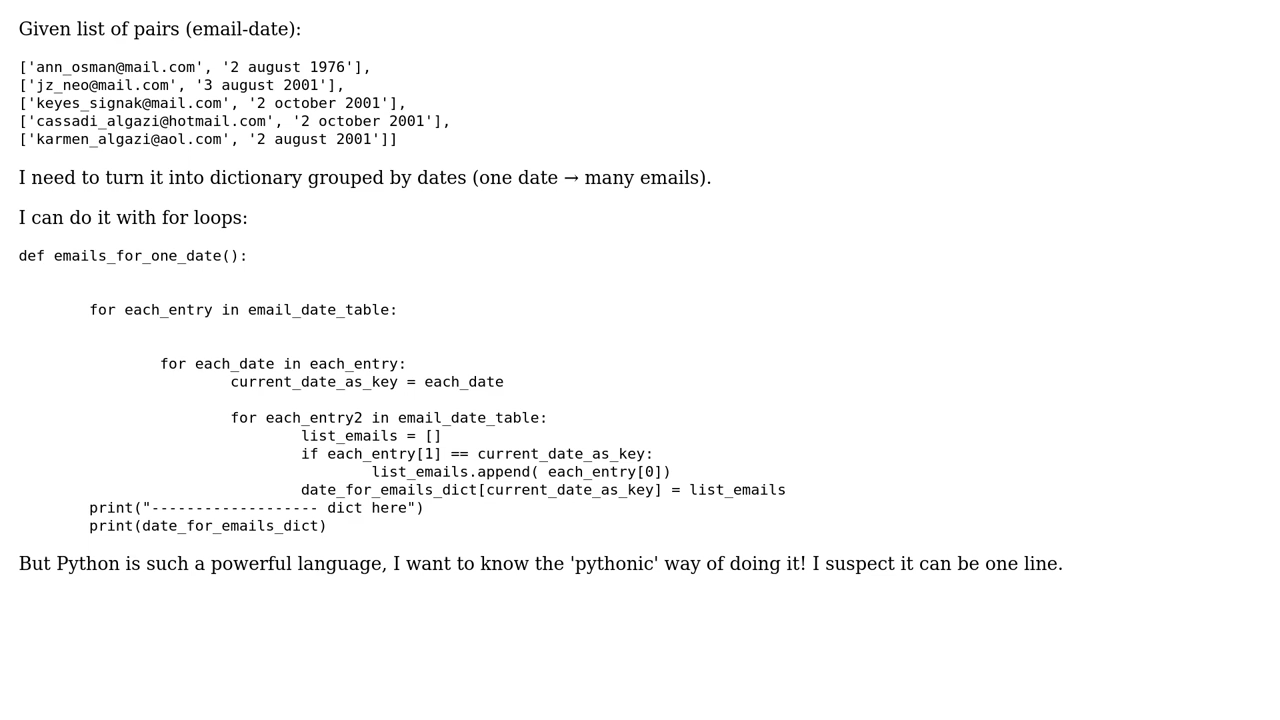 Given list of pairs (email-date):
['ann_osman@mail.com', '2 august 1976'],
['jz_neo@mail.com', '3 august 2001'],
['keyes_signak@mail.com', '2 october 2001'],
['cassadi_algazi@hotmail.com', '2 october 2001'],
['karmen_algazi@aol.com', '2 august 2001']]
I need to turn it into dictionary grouped by dates (one date → many emails).
I can do it with for loops:
def emails_for_one_date():
        for each_entry in email_date_table:
                for each_date in each_entry:
                        current_date_as_key = each_date
                        for each_entry2 in email_date_table:
                                list_emails = []
                                if each_entry[1] == current_date_as_key:
                                        list_emails.append( each_entry[0])
                                date_for_emails_dict[current_date_as_key] = list_emails
        print("------------------- dict here")
        print(date_for_emails_dict)
But Python is such a powerful language, I want to know the 'pythonic' way of doing it! I suspect it can be one line.